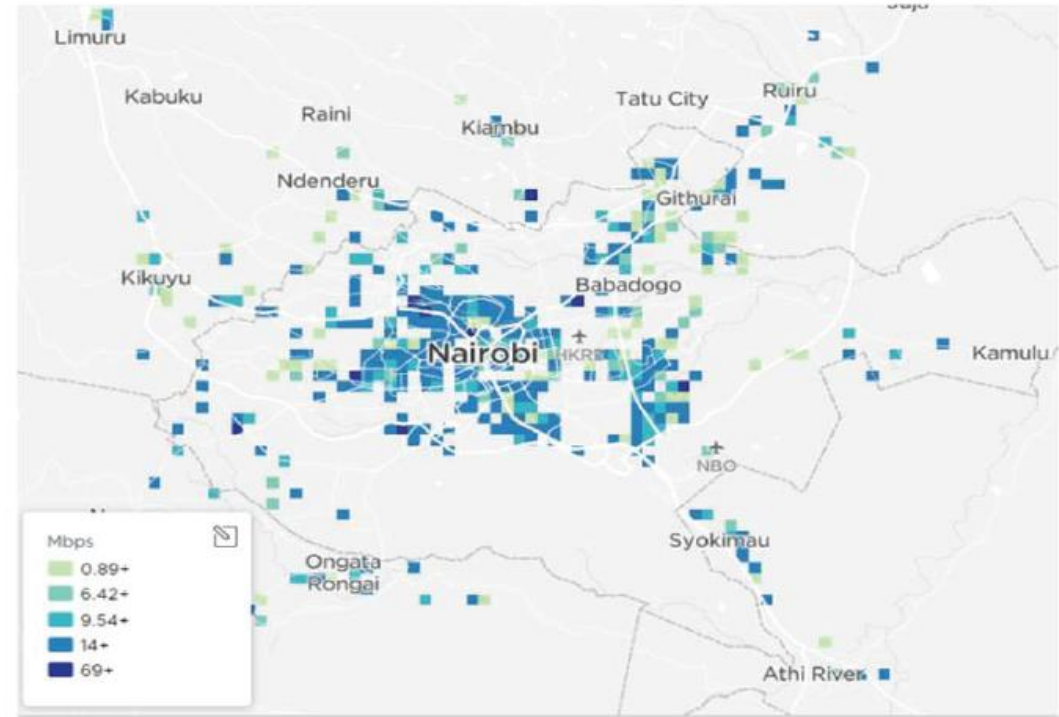 Limuru
Kabuku
Raini
Kiambu
Tatu City
Ruiru
Ndenderu
Githurai
Kikuyu
Babadogo
Nairobi
Kamulu
NBO
Syokimau
Ongata
Rongai
Athi River
Mbps
0.89+
6.42+
9.54+
14+
69+